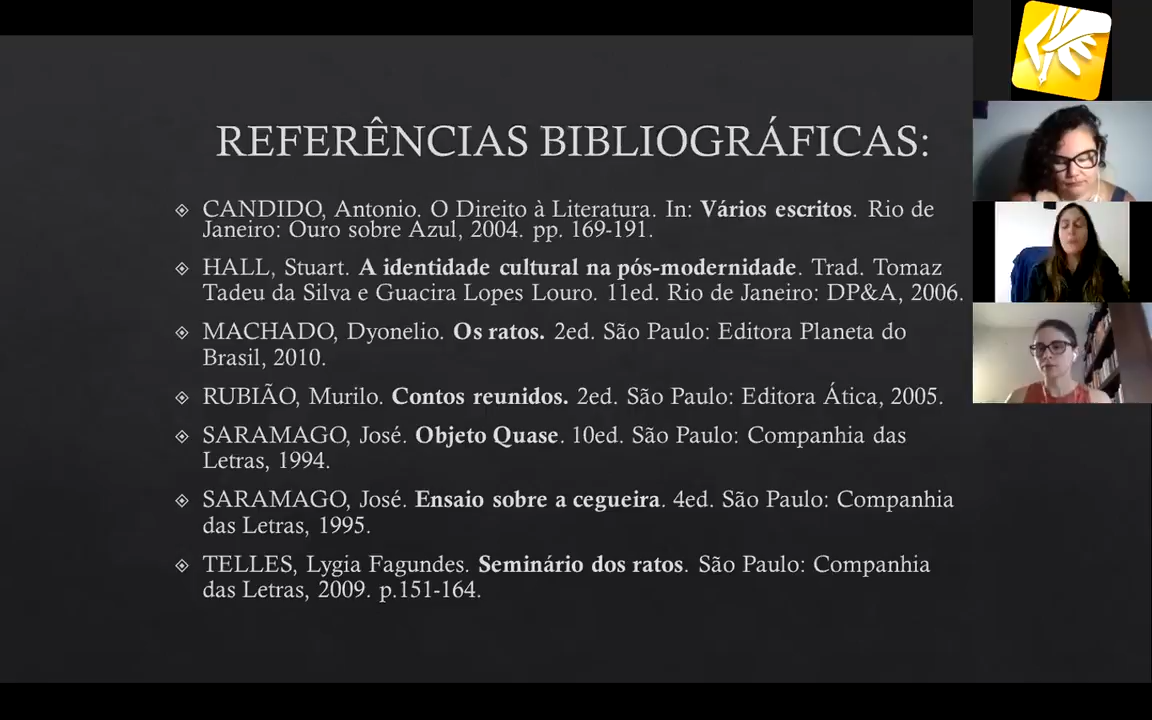 REFERÊNCIAS BIBLIOGRÁFICAS:
CANDIDO, Antonio. O Direito à Literatura. In: Vários escritos. Rio de
Janeiro: Ouro sobre Azul, 2004. pp. 169-191.
HALL, Stuart. A identidade cultural na pós-modernidade. Trad. Tomaz
Tadeu da Silva e Guacira Lopes Louro. 11ed. Rio de Janeiro: DP&A, 2006.
MACHADO, Dyonelio. Os ratos. 2ed. São Paulo: Editora Planeta do
Brasil, 2010.
RUBIÃO, Murilo. Contos reunidos. 2ed. São Paulo: Editora Ática, 2005.
SARAMAGO, José. Objeto Quase. 10ed. São Paulo: Companhia das
Letras, 1994.
SARAMAGO, José. Ensaio sobre a cegueira. 4ed. São Paulo: Companhia
das Letras, 1995.
TELLES, Lygia Fagundes. Seminário dos ratos. São Paulo: Companhia
das Letras, 2009. p.151-164.